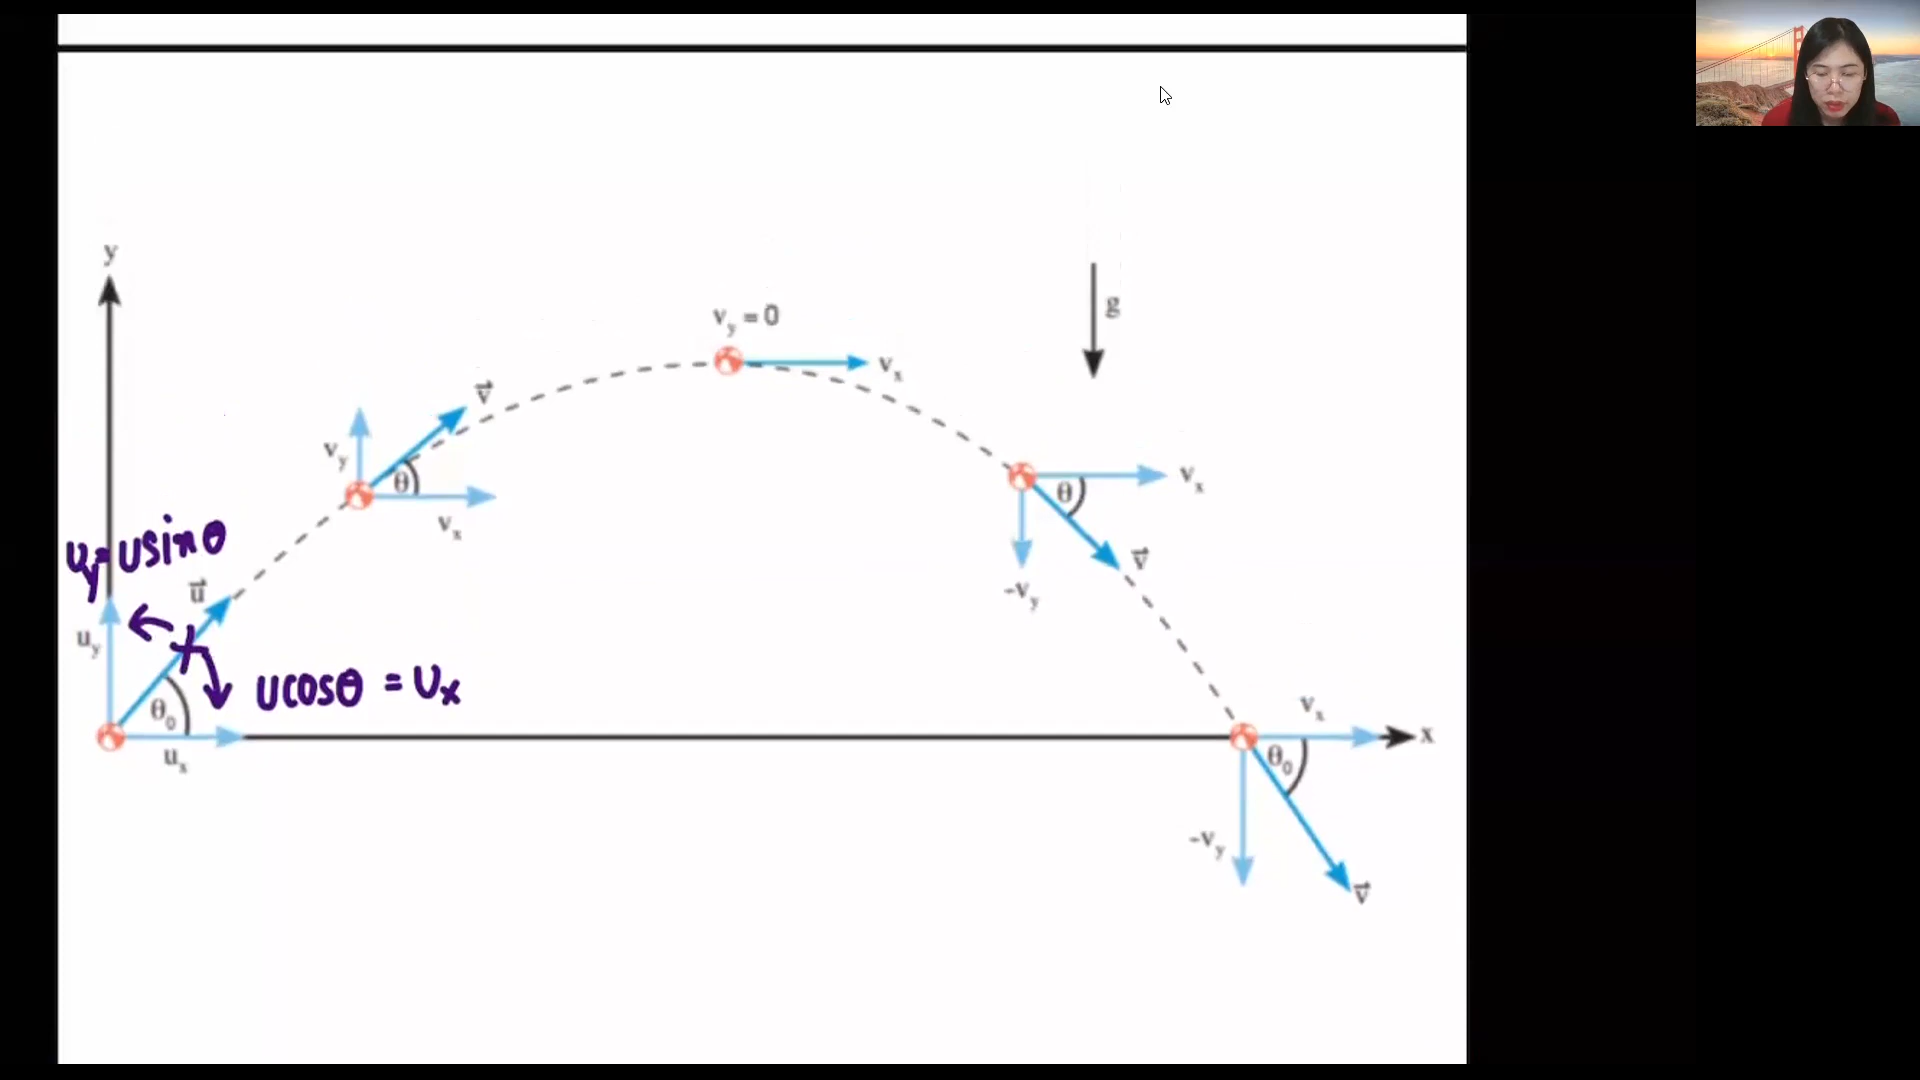 y
v_y = 0
g
v_x
v⃗
v_y
θ
v_x
v_x
θ
v⃗
-v_y
u_y = usinθ
u⃗
u_y
ucosθ = u_x
θ_0
u_x
v_x
x
θ_0
-v_y
v⃗